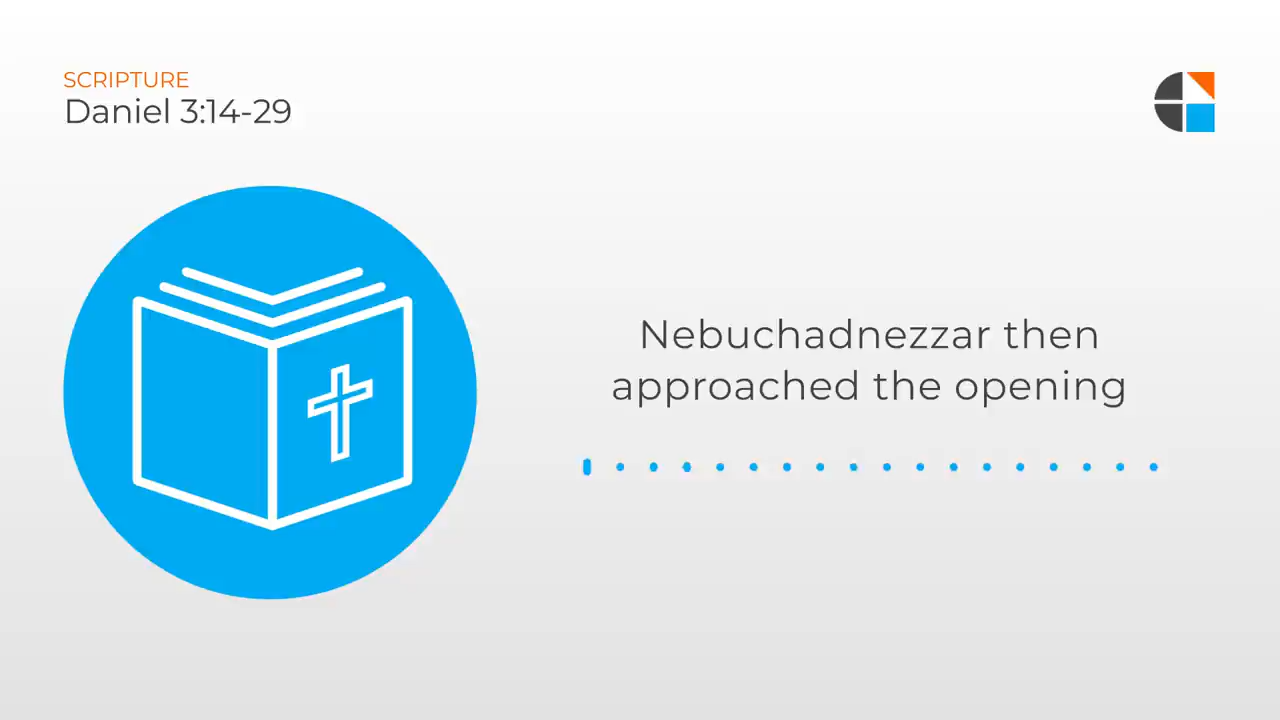 SCRIPTURE
Daniel 3:14-29
Nebuchadnezzar then
approached the opening